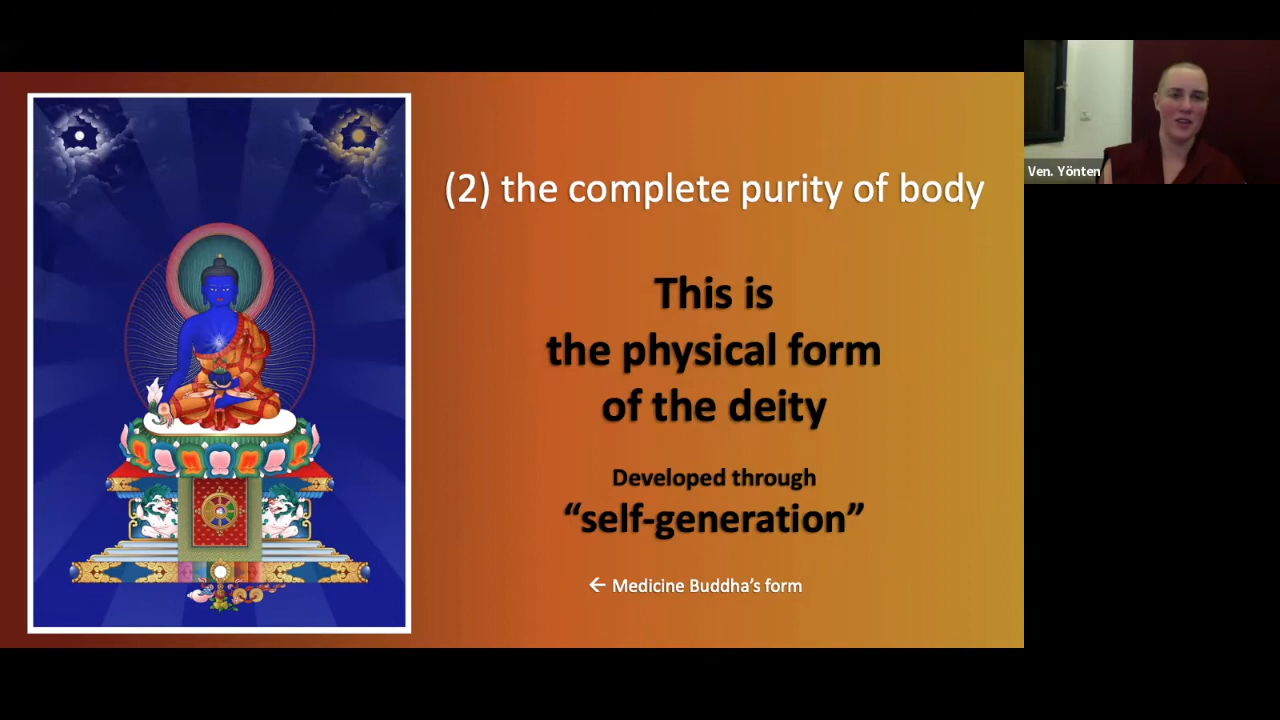 (2) the complete purity of body
This is
the physical form
of the deity
Developed through
“self-generation”
← Medicine Buddha’s form
Ven. Yönten